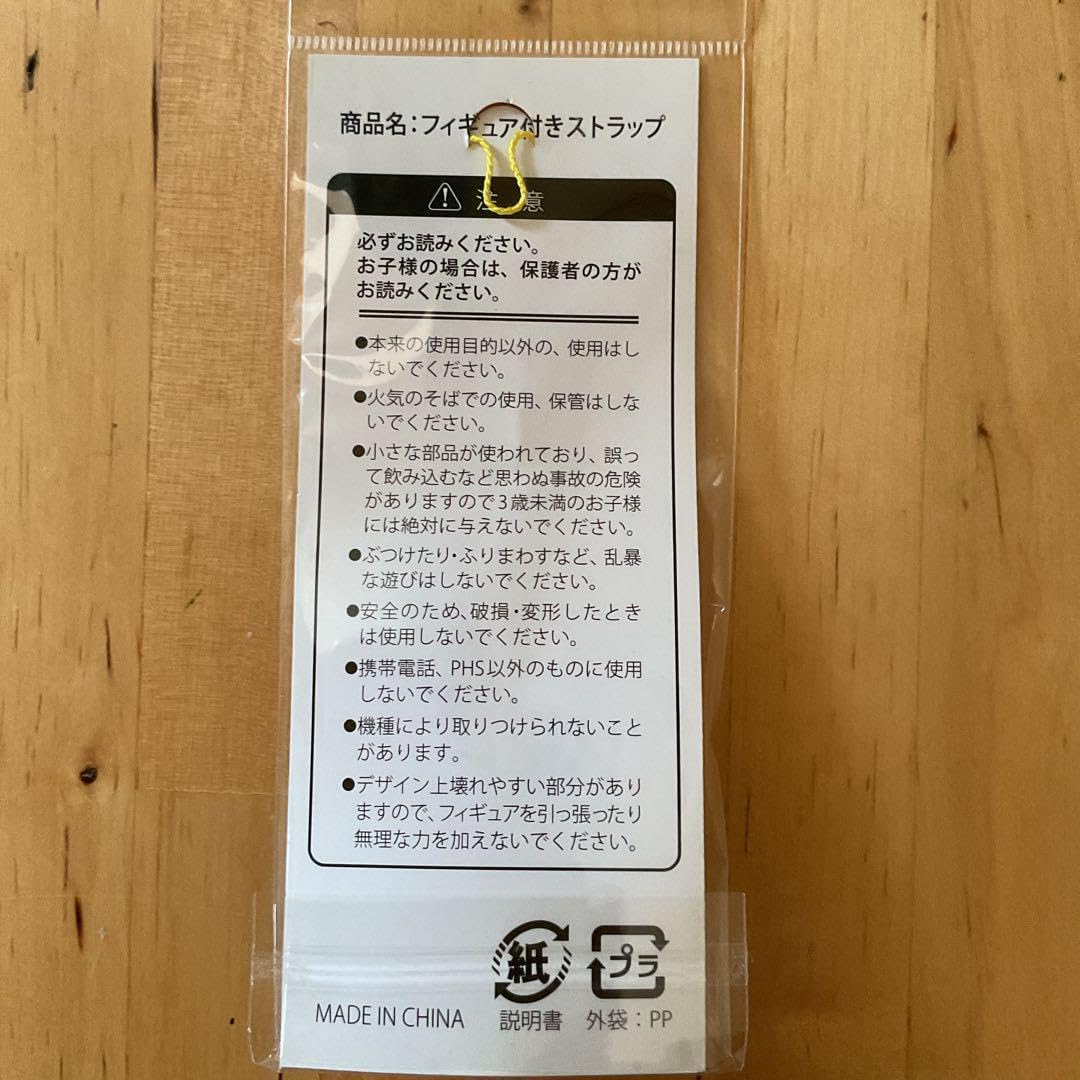 商品名：フィギュア付きストラップ
注意
必ずお読みください。
お子様の場合は、保護者の方が
お読みください。
●本来の使用目的以外の、使用はし
ないでください。
●火気のそばでの使用、保管はしな
いでください。
●小さな部品が使われており、誤っ
て飲み込むなど思わぬ事故の危険
がありますので3歳未満のお子様
には絶対に与えないでください。
●ぶつけたり・ふりまわすなど、乱暴
な遊びはしないでください。
●安全のため、破損・変形したとき
は使用しないでください。
●携帯電話、PHS以外のものに使用
しないでください。
●機種により取りつけられないこと
があります。
●デザイン上壊れやすい部分があり
ますので、フィギュアを引っ張ったり
無理な力を加えないでください。
紙 プラ
MADE IN CHINA 説明書 外袋：PP